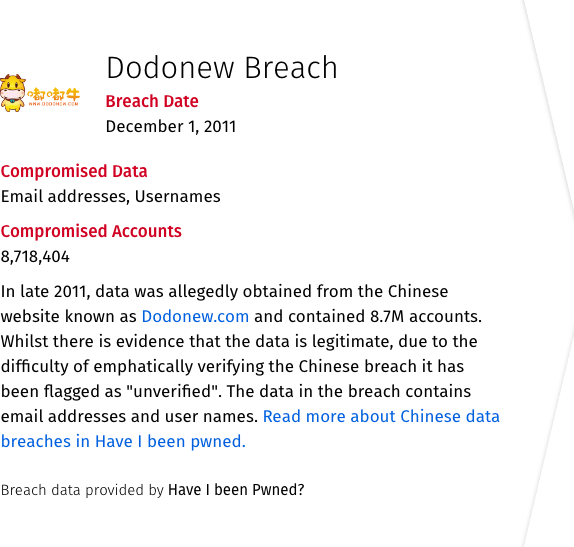 Dodonew Breach
嘟嘟牛
WWW.DODONEW.COM
Breach Date
December 1, 2011
Compromised Data
Email addresses, Usernames
Compromised Accounts
8,718,404
In late 2011, data was allegedly obtained from the Chinese
website known as Dodonew.com and contained 8.7M accounts.
Whilst there is evidence that the data is legitimate, due to the
difficulty of emphatically verifying the Chinese breach it has
been flagged as "unverified". The data in the breach contains
email addresses and user names. Read more about Chinese data
breaches in Have I been pwned.
Breach data provided by Have I been Pwned?